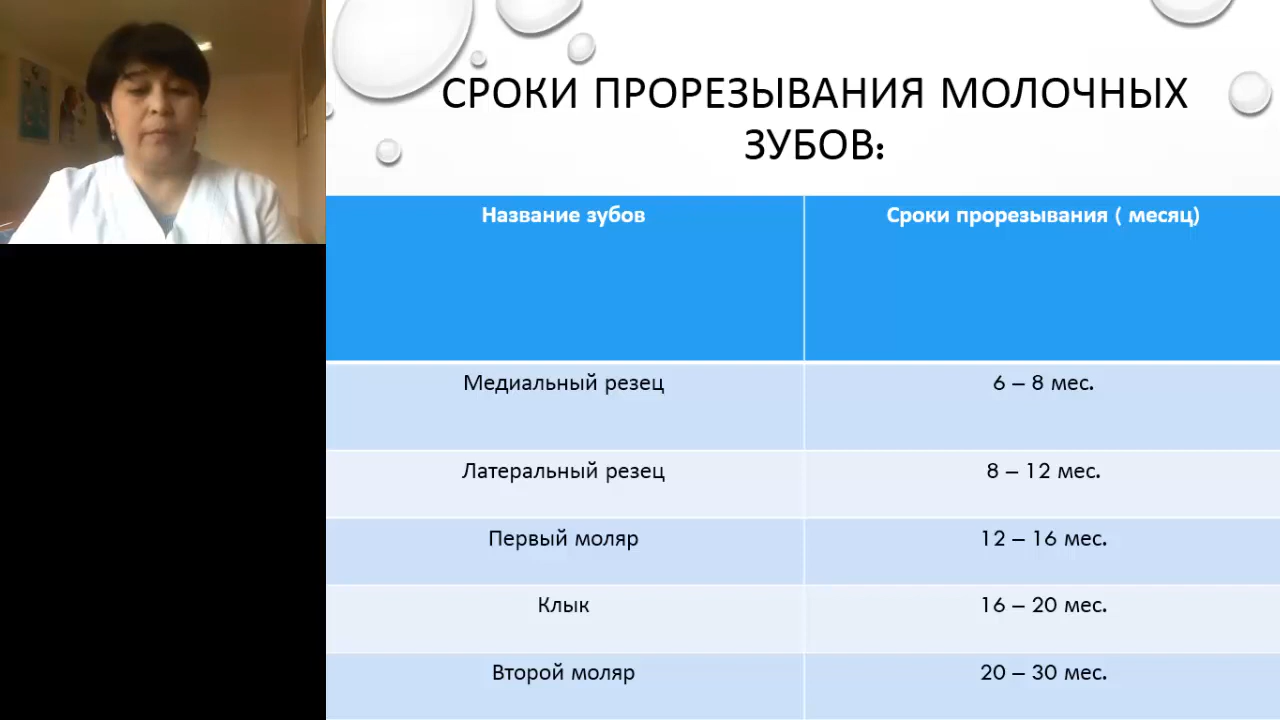 СРОКИ ПРОРЕЗЫВАНИЯ МОЛОЧНЫХ
ЗУБОВ:
Название зубов
Сроки прорезывания ( месяц)
Медиальный резец
6 – 8 мес.
Латеральный резец
8 – 12 мес.
Первый моляр
12 – 16 мес.
Клык
16 – 20 мес.
Второй моляр
20 – 30 мес.